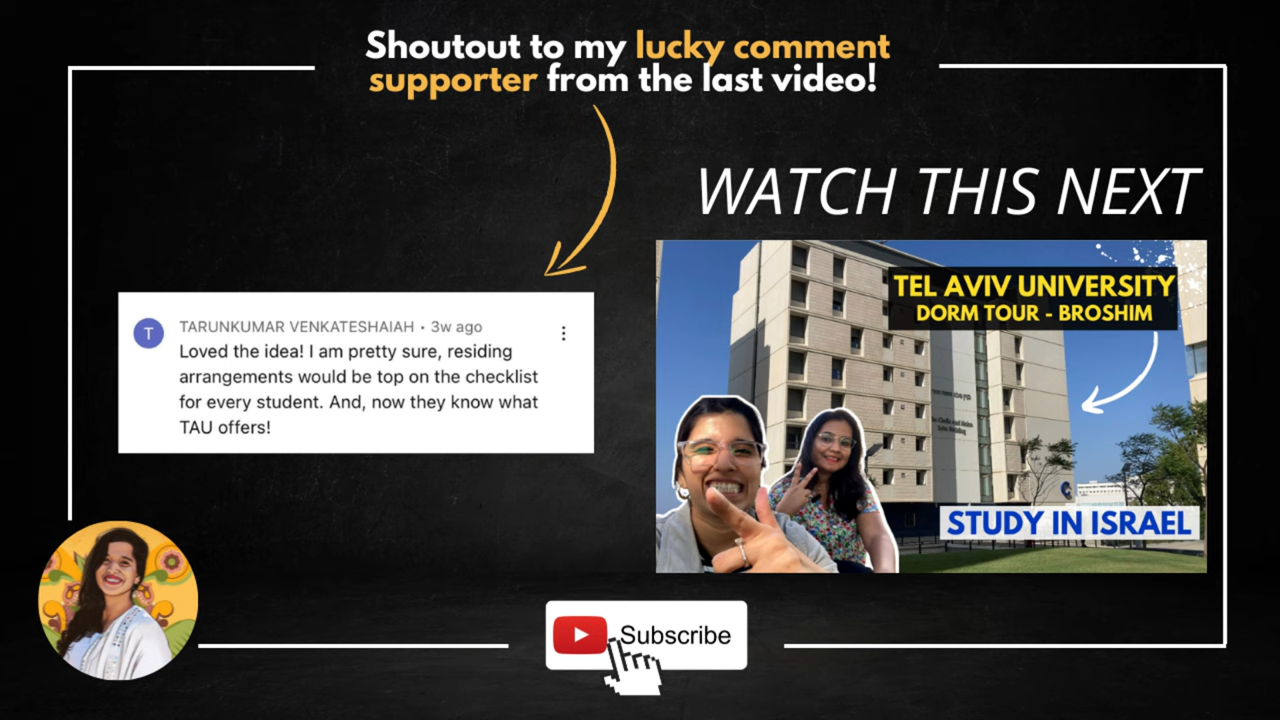 Shoutout to my lucky comment
supporter from the last video!
WATCH THIS NEXT
TEL AVIV UNIVERSITY
DORM TOUR - BROSHIM
T
TARUNKUMAR VENKATESHAIAH • 3w ago
Loved the idea! I am pretty sure, residing
arrangements would be top on the checklist
for every student. And, now they know what
TAU offers!
STUDY IN ISRAEL
Subscribe